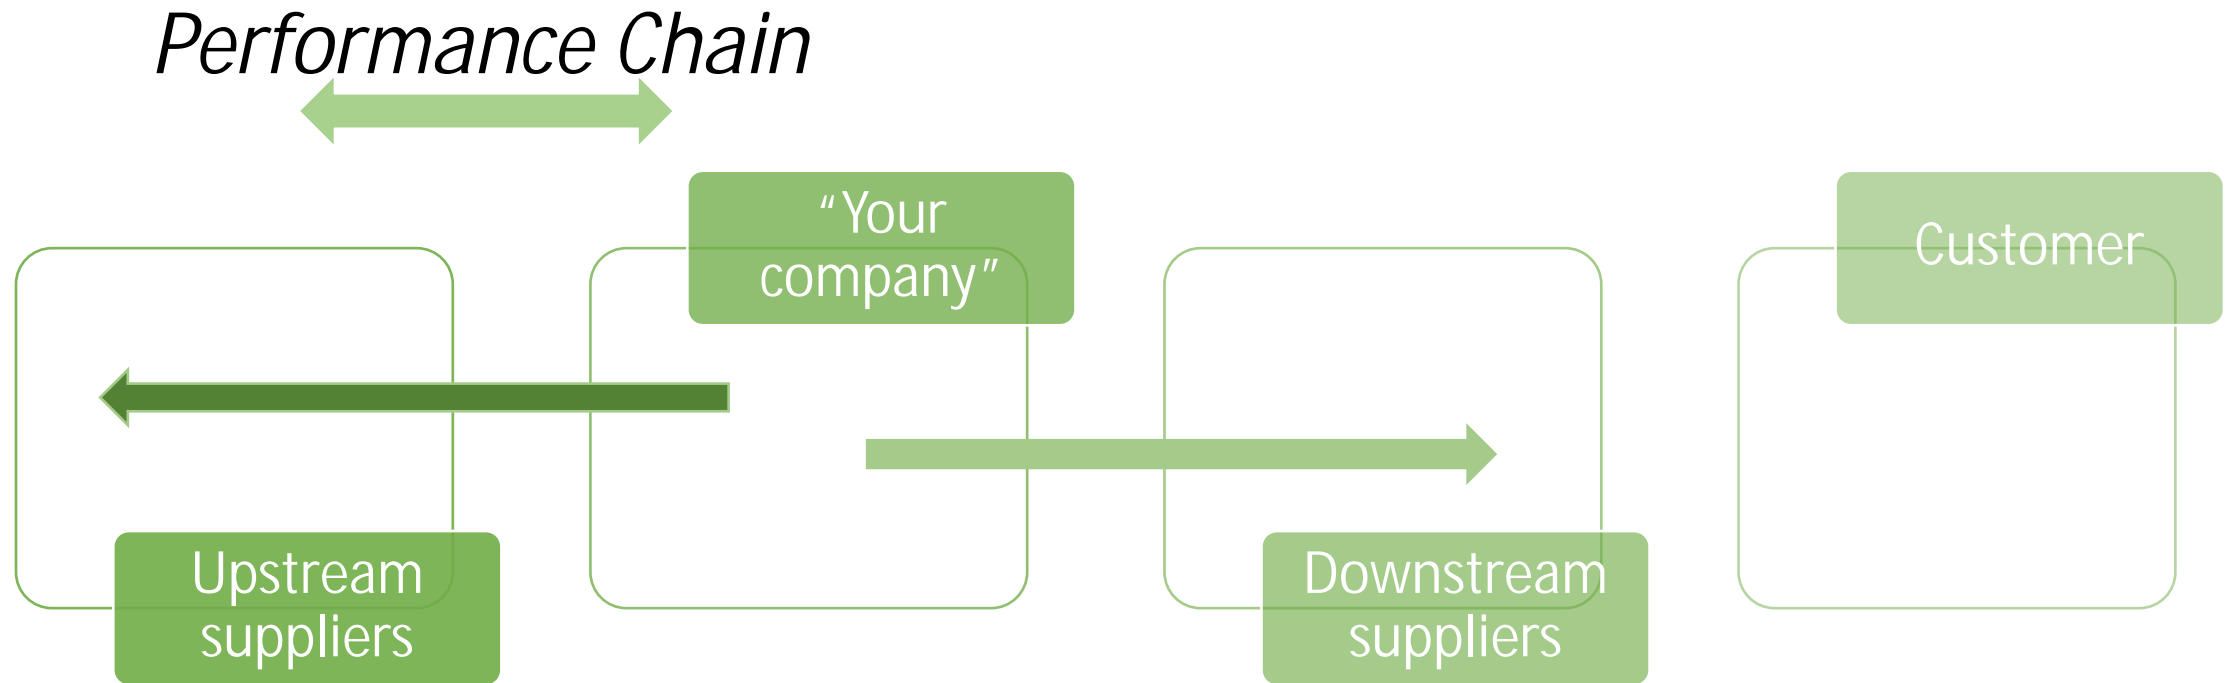 Performance Chain
“Your
company”
Customer
Upstream
suppliers
Downstream
suppliers